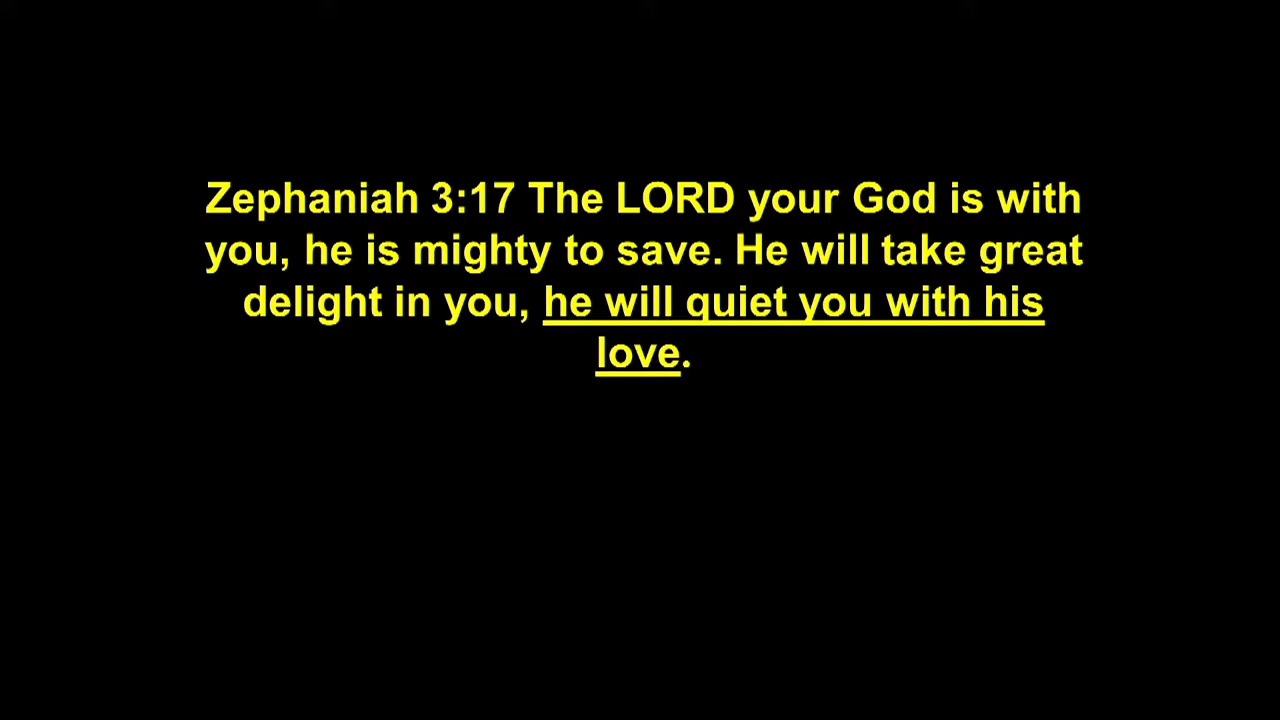 Zephaniah 3:17 The LORD your God is with
you, he is mighty to save. He will take great
delight in you, he will quiet you with his
love.